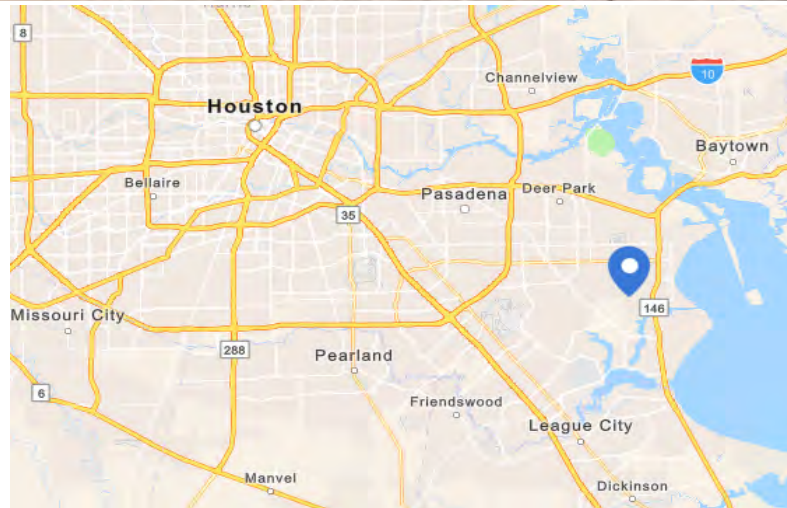 8
Channelview
10
Houston
Baytown
Bellaire
Pasadena
Deer Park
35
Missouri City
146
288
Pearland
6
Friendswood
League City
Manvel
Dickinson